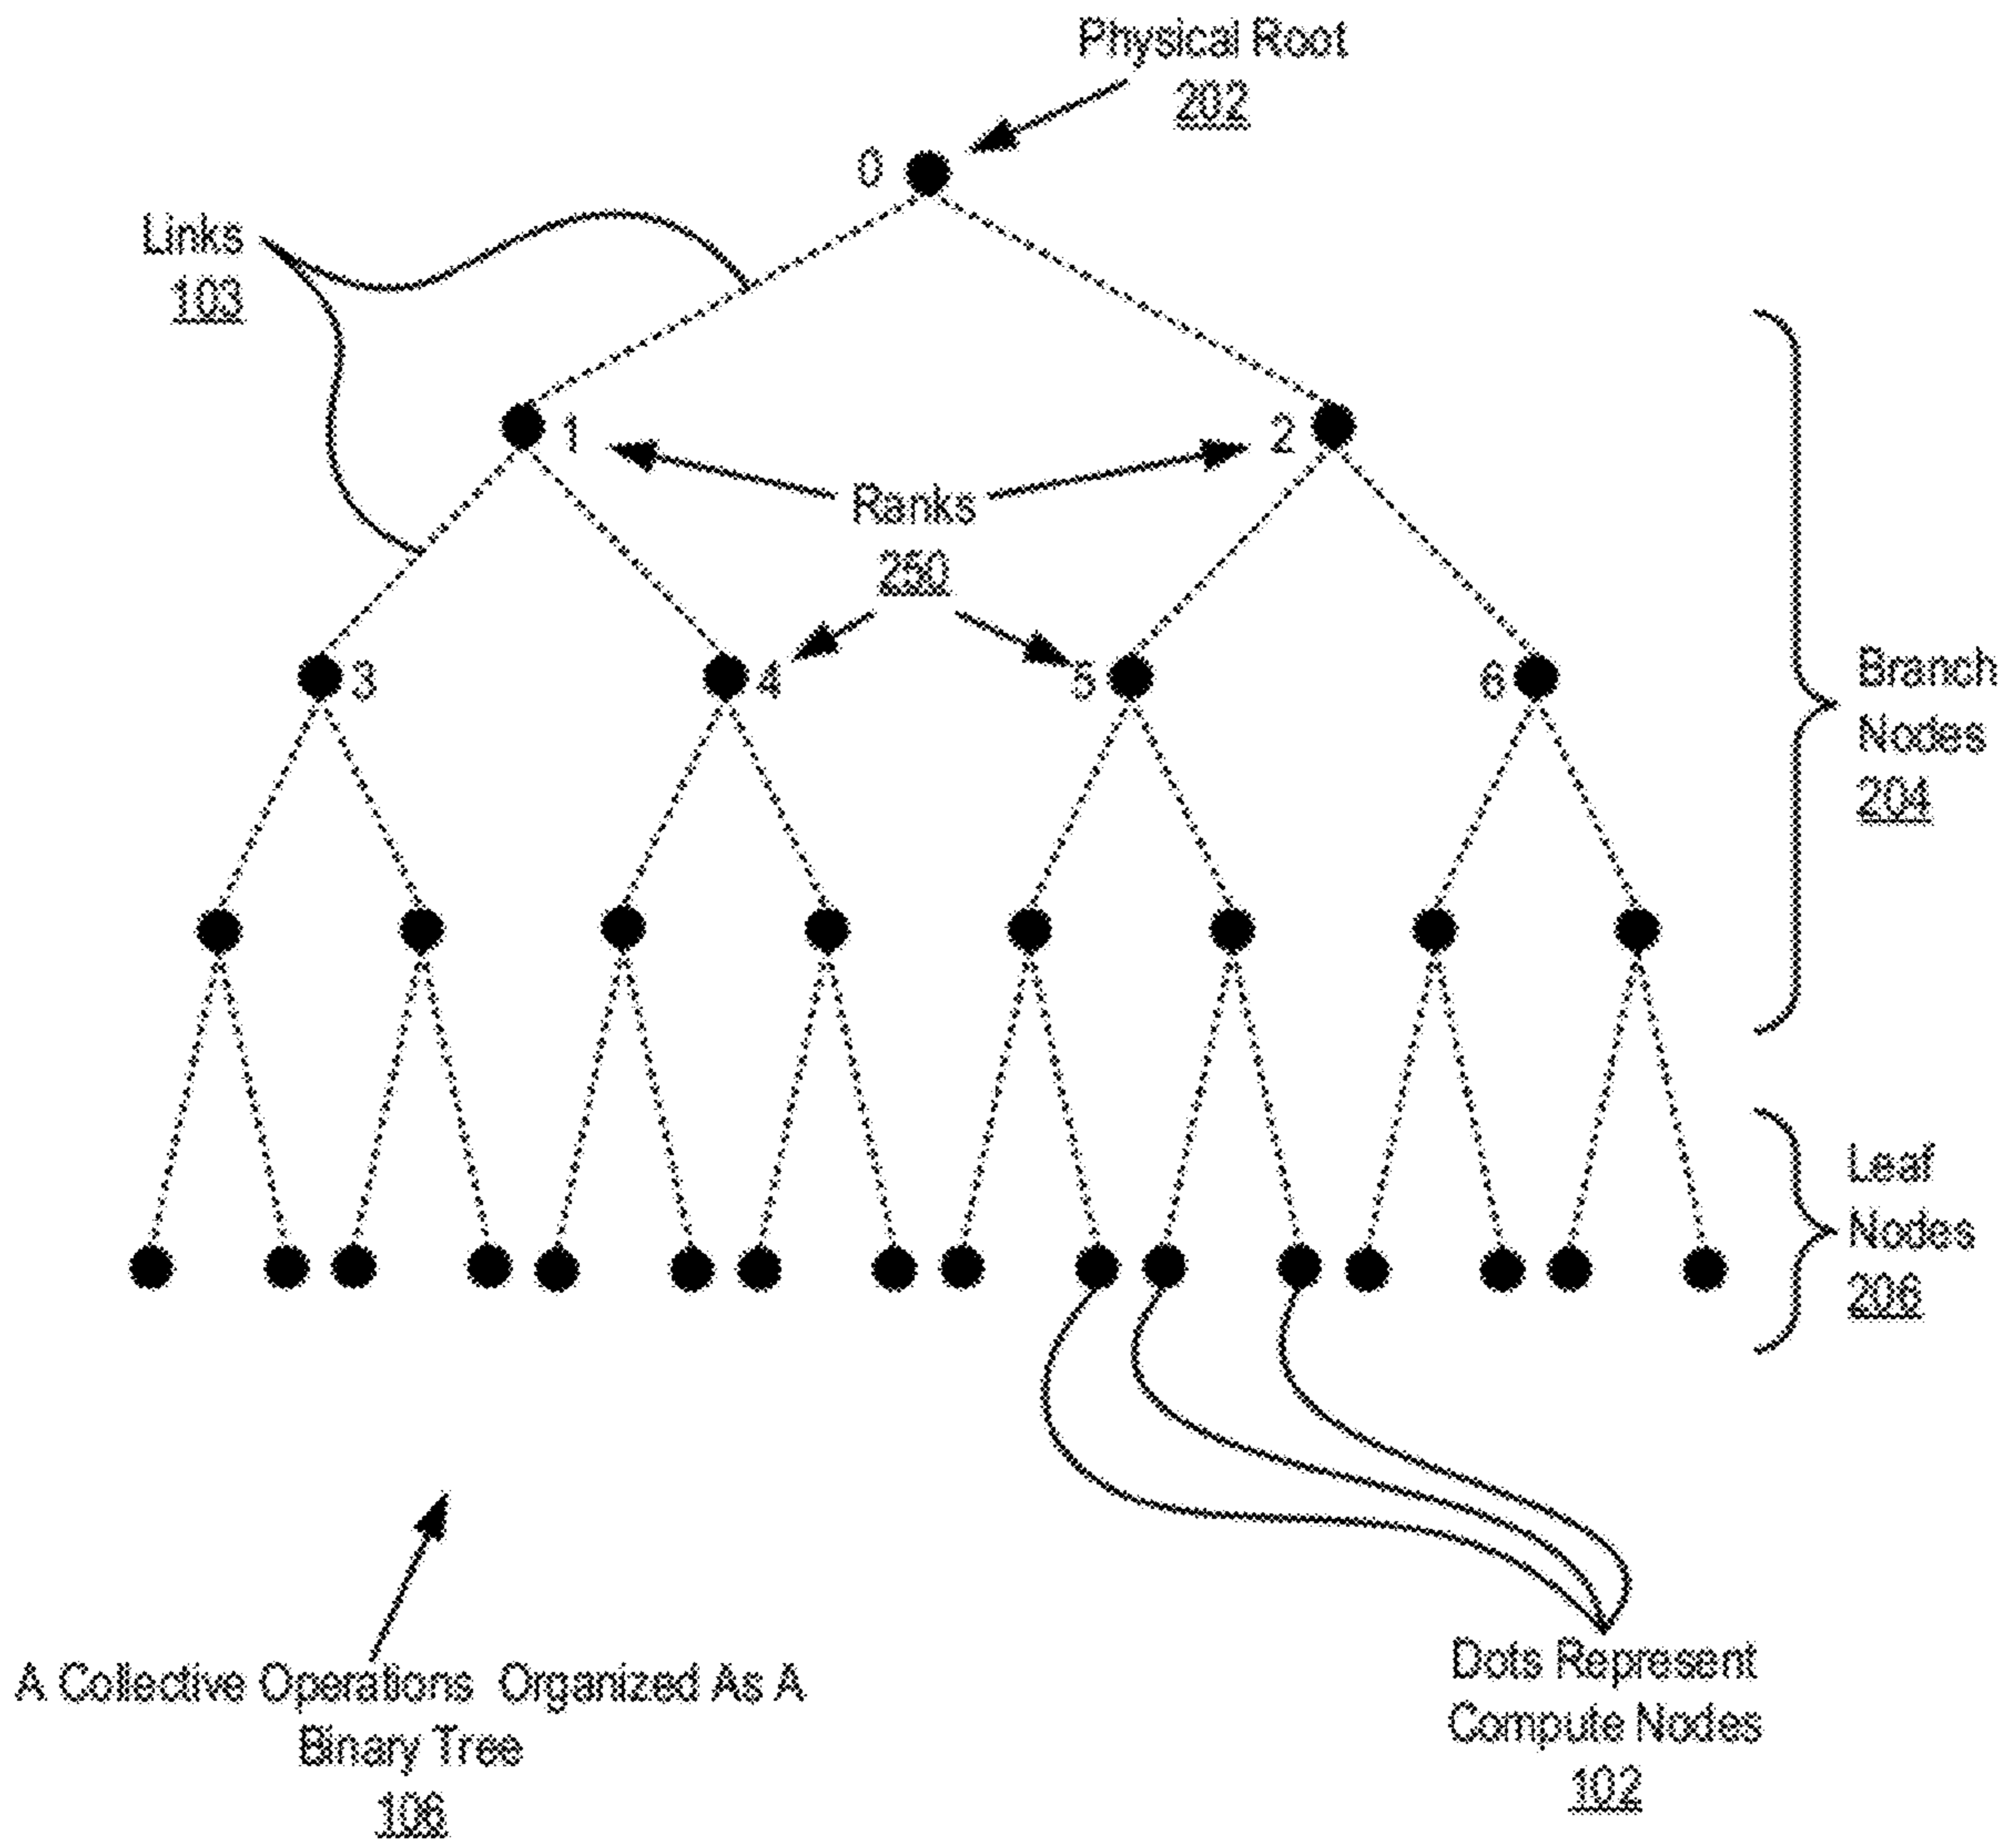 Physical Root
202
0
Links
103
1
2
Ranks
250
3
4
5
6
Branch
Nodes
204
Leaf
Nodes
206
A Collective Operations Organized As A
Binary Tree
106
Dots Represent
Compute Nodes
102